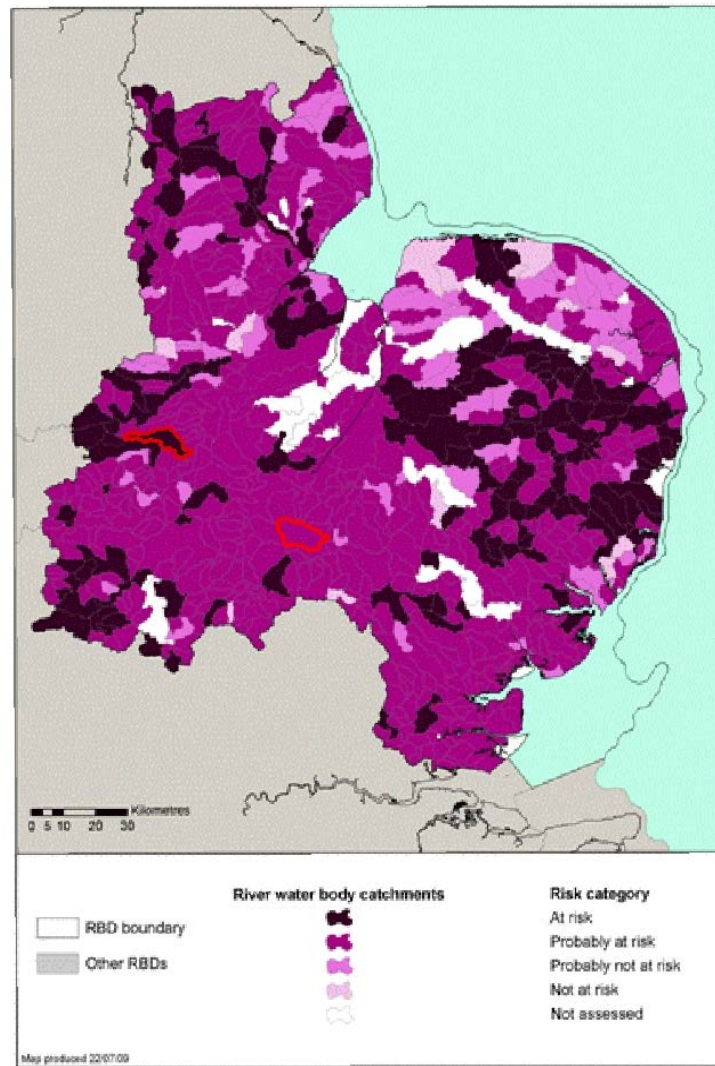 Kilometres
0 5 10 20 30
River water body catchments
Risk category
RBD boundary
Other RBDs
At risk
Probably at risk
Probably not at risk
Not at risk
Not assessed
Map produced 22/07/09